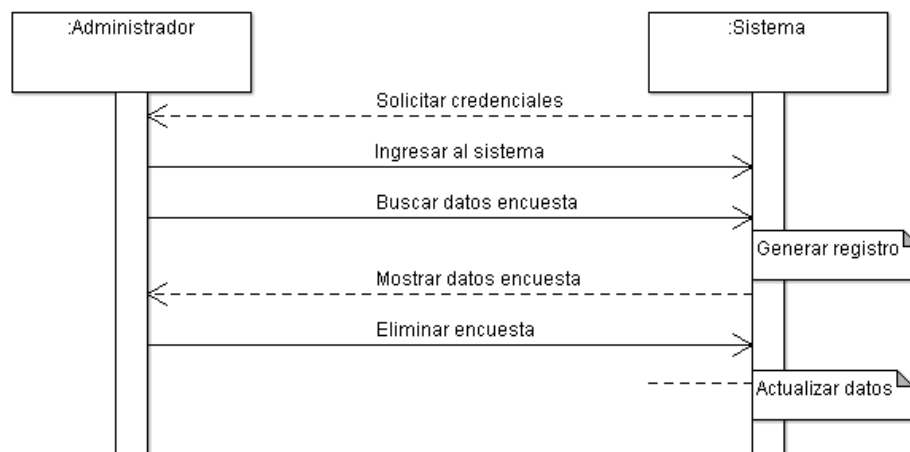 :Administrador
:Sistema
Solicitar credenciales
Ingresar al sistema
Buscar datos encuesta
Generar registro
Mostrar datos encuesta
Eliminar encuesta
Actualizar datos